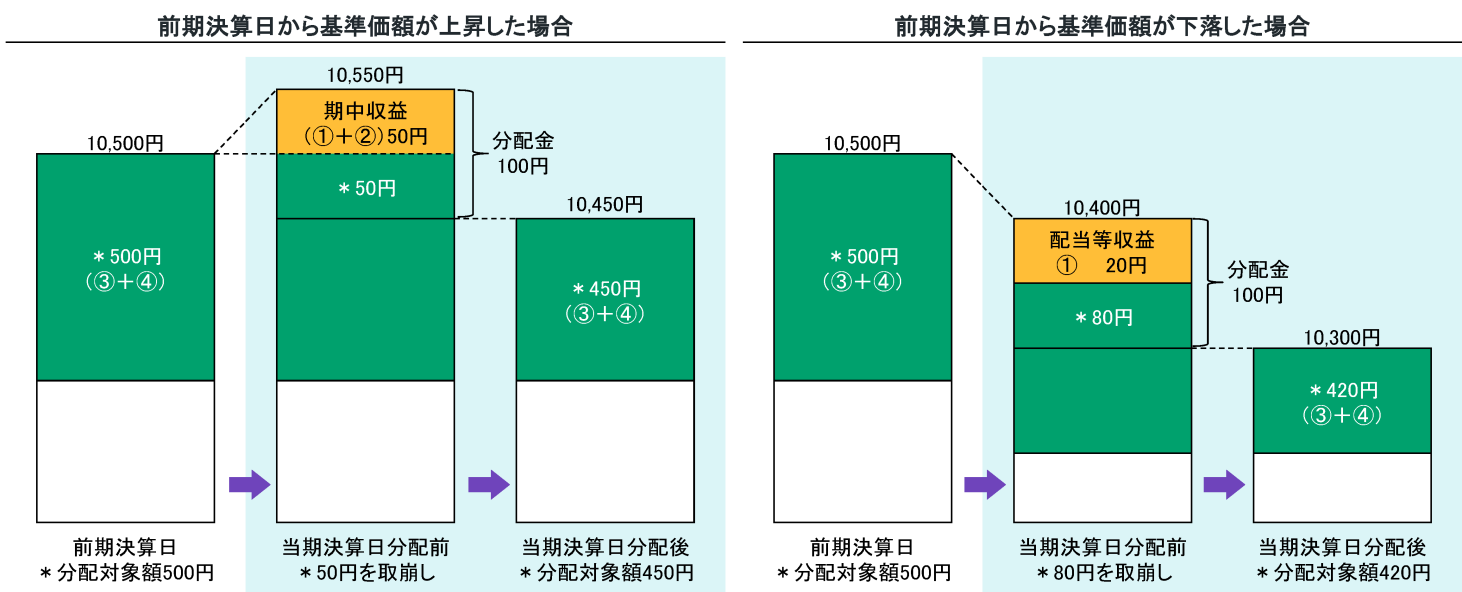 前期決算日から基準価額が上昇した場合
10,500円
＊500円
（③＋④）
前期決算日
＊分配対象額500円
10,550円
期中収益
（①＋②）50円
＊50円
分配金
100円
当期決算日分配前
＊50円を取崩し
10,450円
＊450円
（③＋④）
当期決算日分配後
＊分配対象額450円
前期決算日から基準価額が下落した場合
10,500円
＊500円
（③＋④）
前期決算日
＊分配対象額500円
10,400円
配当等収益
①　20円
＊80円
分配金
100円
当期決算日分配前
＊80円を取崩し
10,300円
＊420円
（③＋④）
当期決算日分配後
＊分配対象額420円